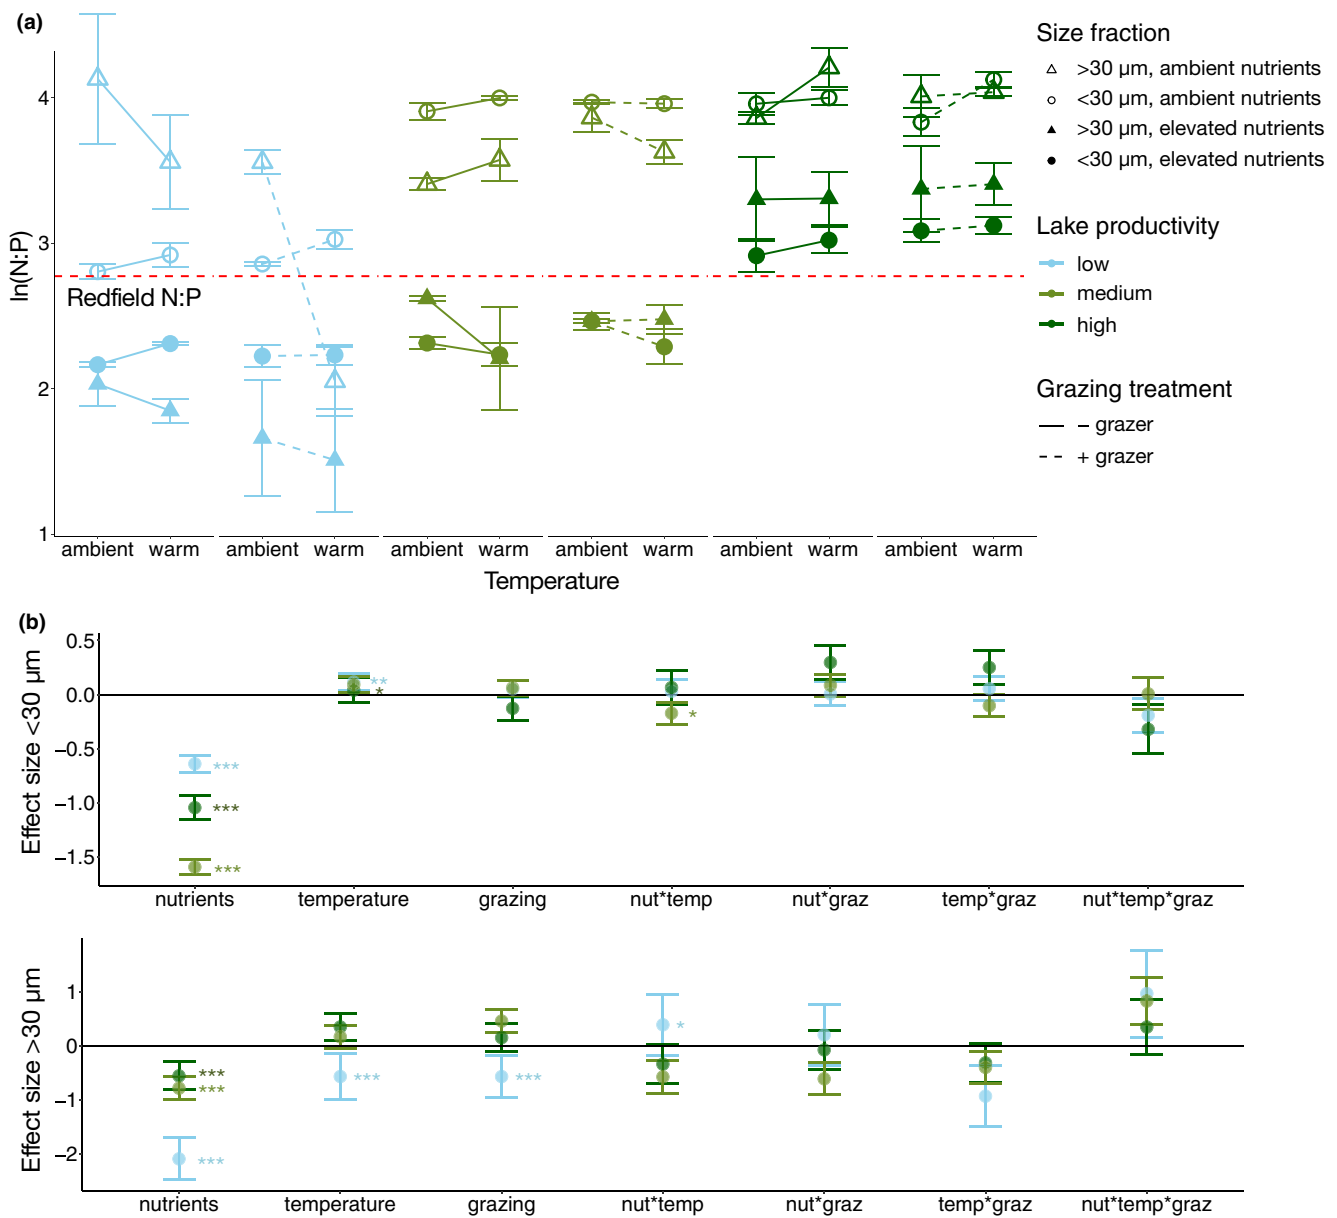 (a)
ln(N:P)
4
3
2
1
Redfield N:P
ambient warm ambient warm ambient warm ambient warm ambient warm ambient warm
Temperature
Size fraction
>30 µm, ambient nutrients
<30 µm, ambient nutrients
>30 µm, elevated nutrients
<30 µm, elevated nutrients
Lake productivity
low
medium
high
Grazing treatment
– grazer
+ grazer
(b)
Effect size <30 µm
0.5
0.0
−0.5
−1.0
−1.5
***
***
***
**
*
*
nutrients temperature grazing nut*temp nut*graz temp*graz nut*temp*graz
Effect size >30 µm
1
0
−1
−2
***
***
***
***
***
*
nutrients temperature grazing nut*temp nut*graz temp*graz nut*temp*graz